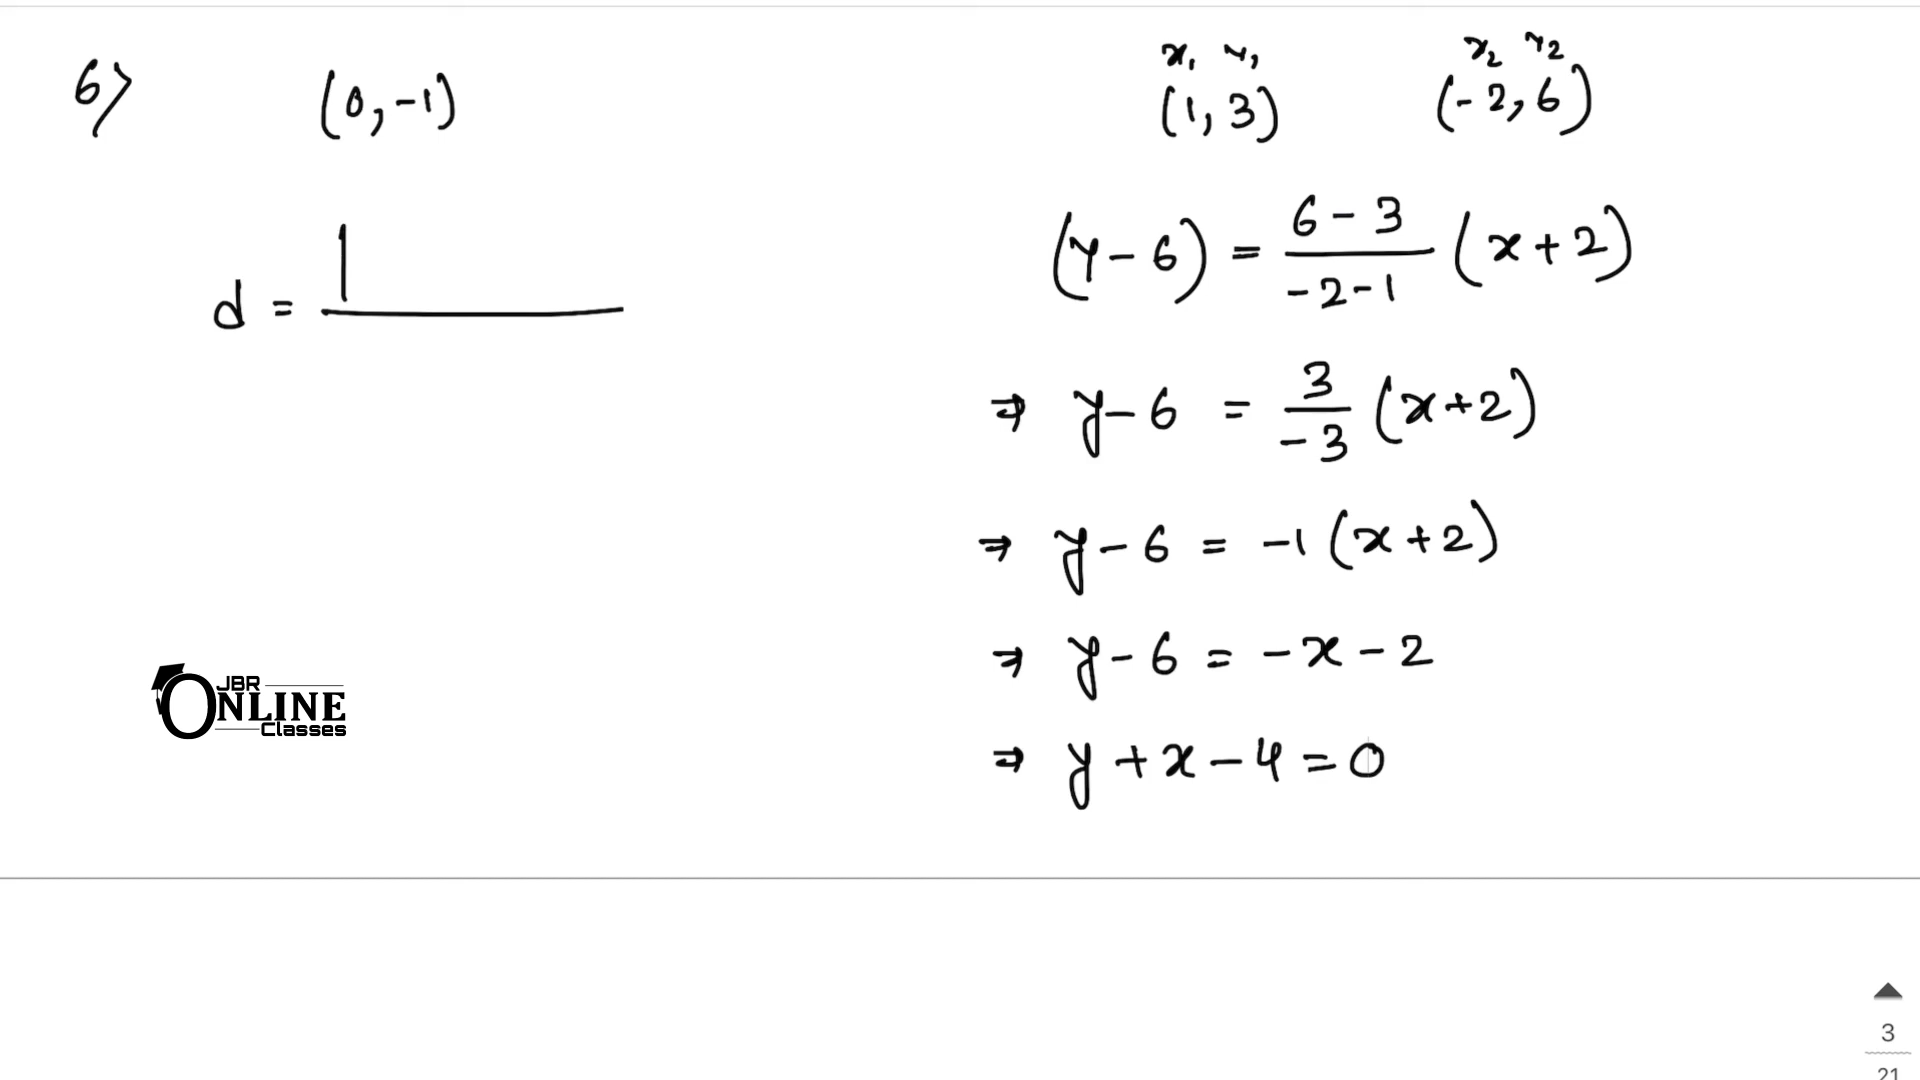 6) (0, -1)
d = |
x₁ y₁ x₂ y₂
(1, 3) (-2, 6)
(y - 6) = (6 - 3)/(-2 - 1) (x + 2)
⇒ y - 6 = 3/-3 (x + 2)
⇒ y - 6 = -1 (x + 2)
⇒ y - 6 = -x - 2
⇒ y + x - 4 = 0
JBR
ONLINE
Classes
3
21